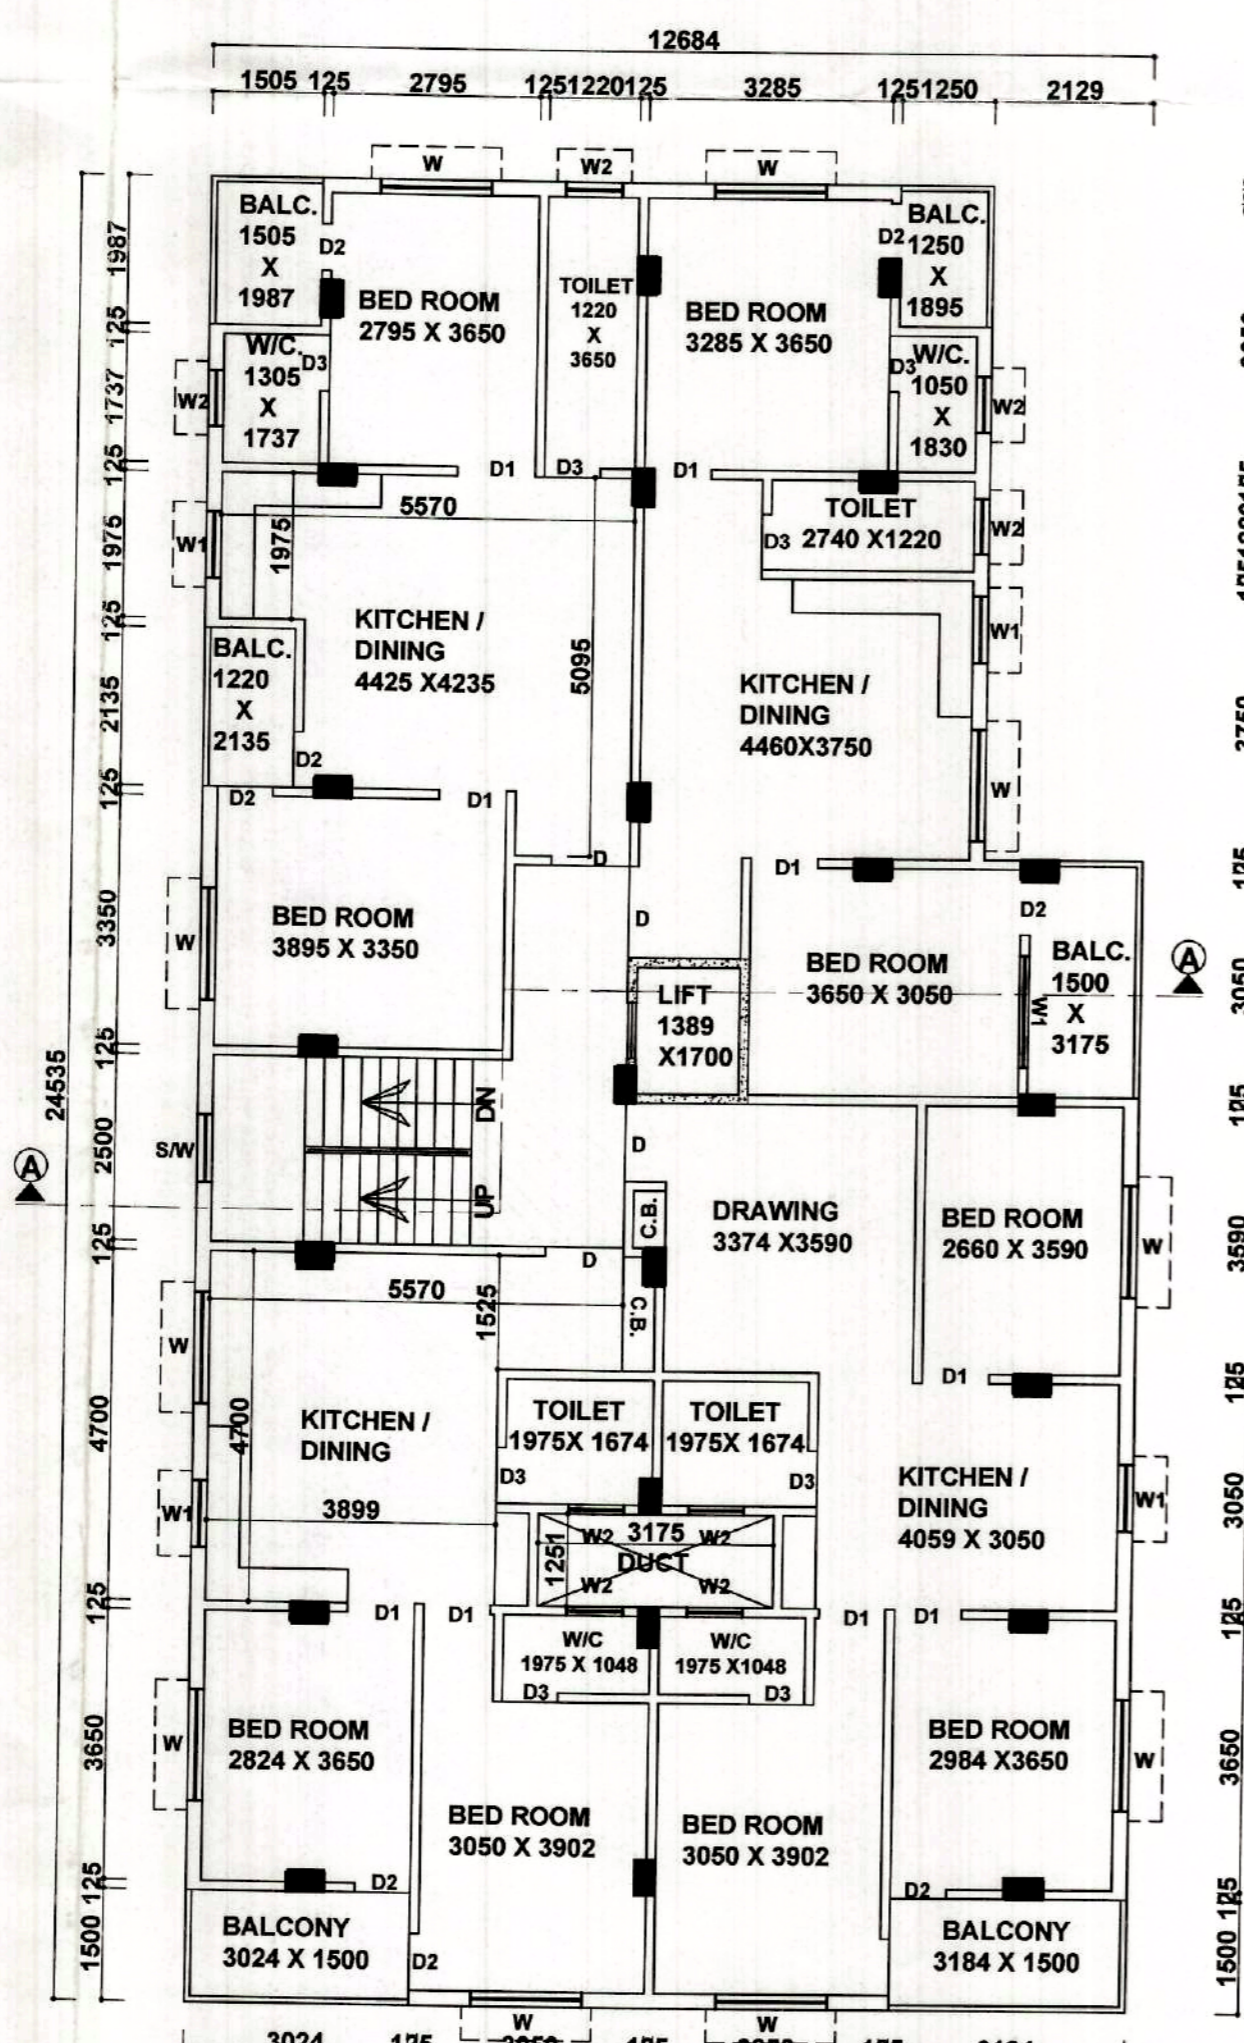 12684
1505 125 2795 1251220125 3285 1251250 2129
W
W2
W
BALC.
1505
X
1987
D2
BED ROOM
2795 X 3650
TOILET
1220
X
3650
BED ROOM
3285 X 3650
D2
BALC.
1250
X
1895
W/C.
1305
X
1737
D3
W2
D3
W/C.
1050
X
1830
W2
D1
D3
D1
5570
1975
W1
TOILET
2740 X1220
D3
W2
KITCHEN /
DINING
4425 X4235
5095
W1
KITCHEN /
DINING
4460X3750
W
BALC.
1220
X
2135
D2
D2
D1
D
D1
BED ROOM
3895 X 3350
W
D
LIFT
1389
X1700
BED ROOM
3650 X 3050
D2
W1
BALC.
1500
X
3175
A
DN
UP
S/W
A
D
C.B.
DRAWING
3374 X3590
BED ROOM
2660 X 3590
W
D
5570
1525
C.B.
W
D1
4700
KITCHEN /
DINING
TOILET
1975X 1674
TOILET
1975X 1674
D3
D3
KITCHEN /
DINING
4059 X 3050
W1
W1
3899
W2
3175
W2
1251
DUCT
W2
W2
D1
D1
D1
D1
W/C
1975 X 1048
W/C
1975 X1048
D3
D3
BED ROOM
2824 X 3650
W
BED ROOM
3050 X 3902
BED ROOM
3050 X 3902
BED ROOM
2984 X3650
W
D2
D2
BALCONY
3024 X 1500
D2
BALCONY
3184 X 1500
W
W
24535
1987
125
1737
125
1975
125
2135
125
3350
125
2500
125
4700
125
3650
125
1500
3750
125
3050
125
3590
125
3050
125
3650
125
1500
3024